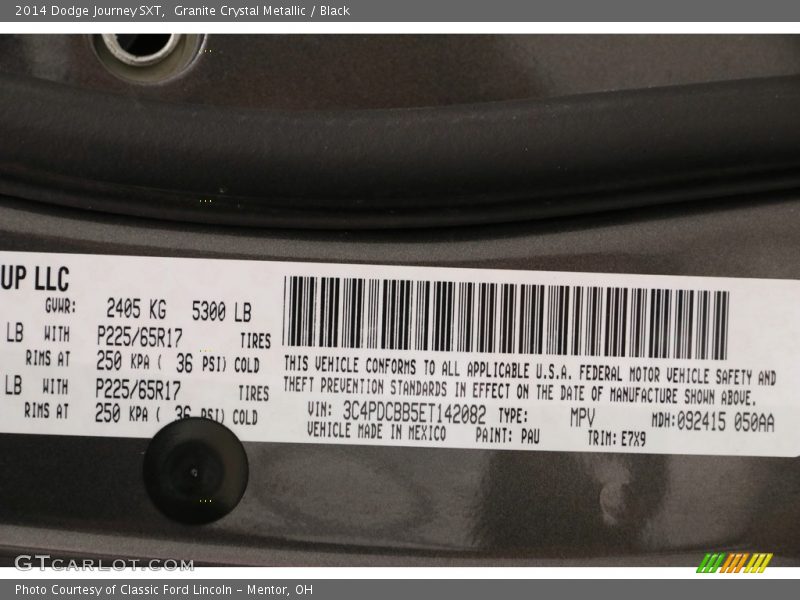 2014 Dodge Journey SXT,  Granite Crystal Metallic / Black
UP LLC
GVWR: 2405 KG 5300 LB
LB WITH P225/65R17 TIRES
RIMS AT 250 KPA ( 36 PSI) COLD
LB WITH P225/65R17 TIRES
RIMS AT 250 KPA ( 36 PSI) COLD
THIS VEHICLE CONFORMS TO ALL APPLICABLE U.S.A. FEDERAL MOTOR VEHICLE SAFETY AND
THEFT PREVENTION STANDARDS IN EFFECT ON THE DATE OF MANUFACTURE SHOWN ABOVE.
VIN: 3C4PDCBB5ET142082 TYPE: MPV MDH:092415 050AA
VEHICLE MADE IN MEXICO PAINT: PAU TRIM: E7X9
GTCARLOT.COM
Photo Courtesy of Classic Ford Lincoln - Mentor, OH